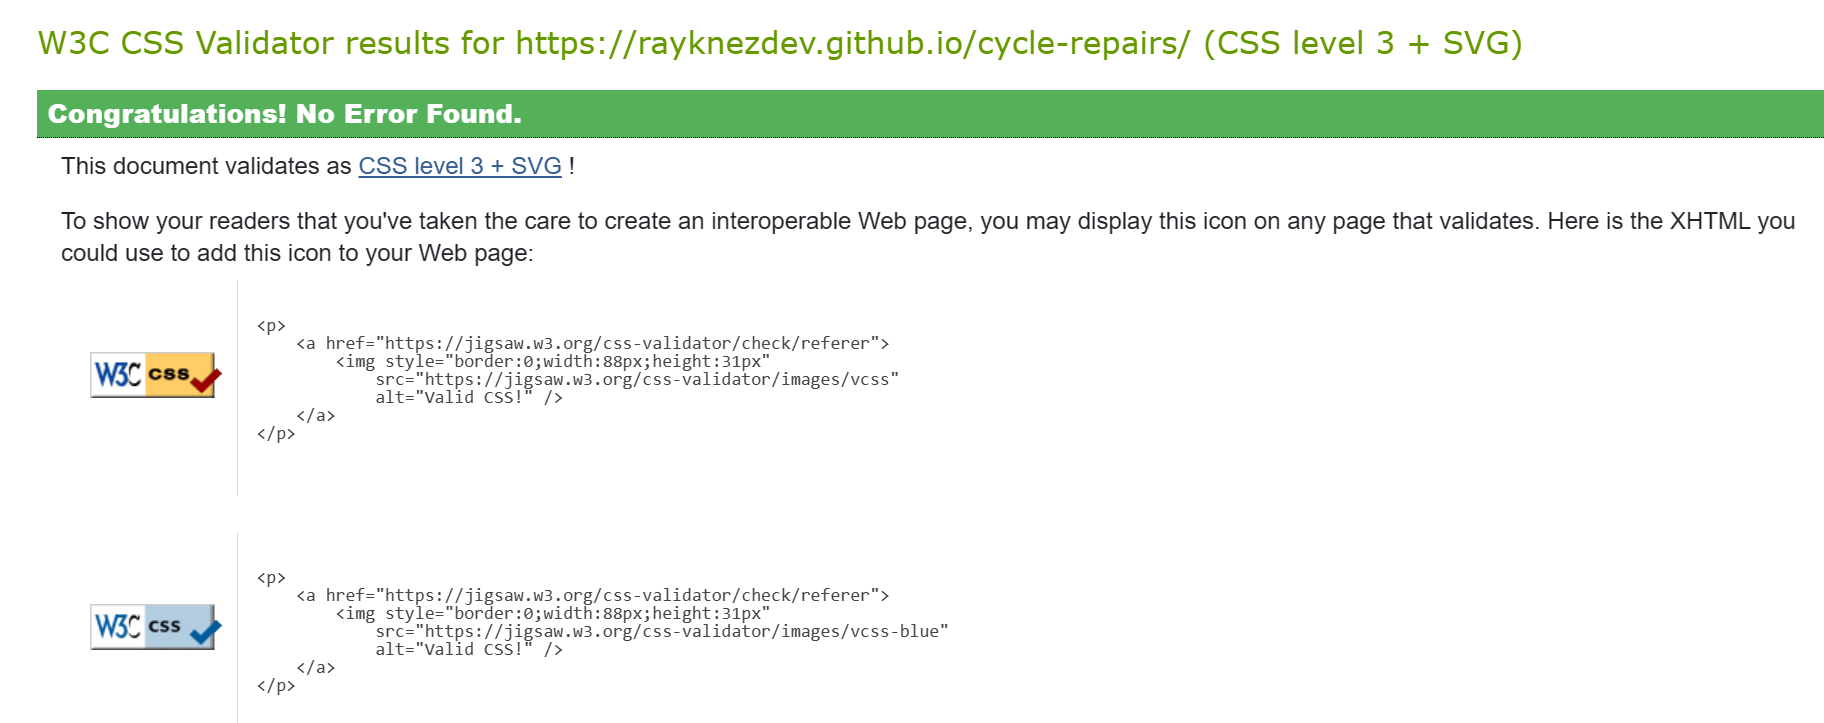 W3C CSS Validator results for https://rayknezdev.github.io/cycle-repairs/ (CSS level 3 + SVG)
Congratulations! No Error Found.
This document validates as CSS level 3 + SVG !
To show your readers that you've taken the care to create an interoperable Web page, you may display this icon on any page that validates. Here is the XHTML you
could use to add this icon to your Web page:
W3C css
<p>
    <a href="https://jigsaw.w3.org/css-validator/check/referer">
        <img style="border:0;width:88px;height:31px"
            src="https://jigsaw.w3.org/css-validator/images/vcss"
            alt="Valid CSS!" />
    </a>
</p>
W3C css
<p>
    <a href="https://jigsaw.w3.org/css-validator/check/referer">
        <img style="border:0;width:88px;height:31px"
            src="https://jigsaw.w3.org/css-validator/images/vcss-blue"
            alt="Valid CSS!" />
    </a>
</p>